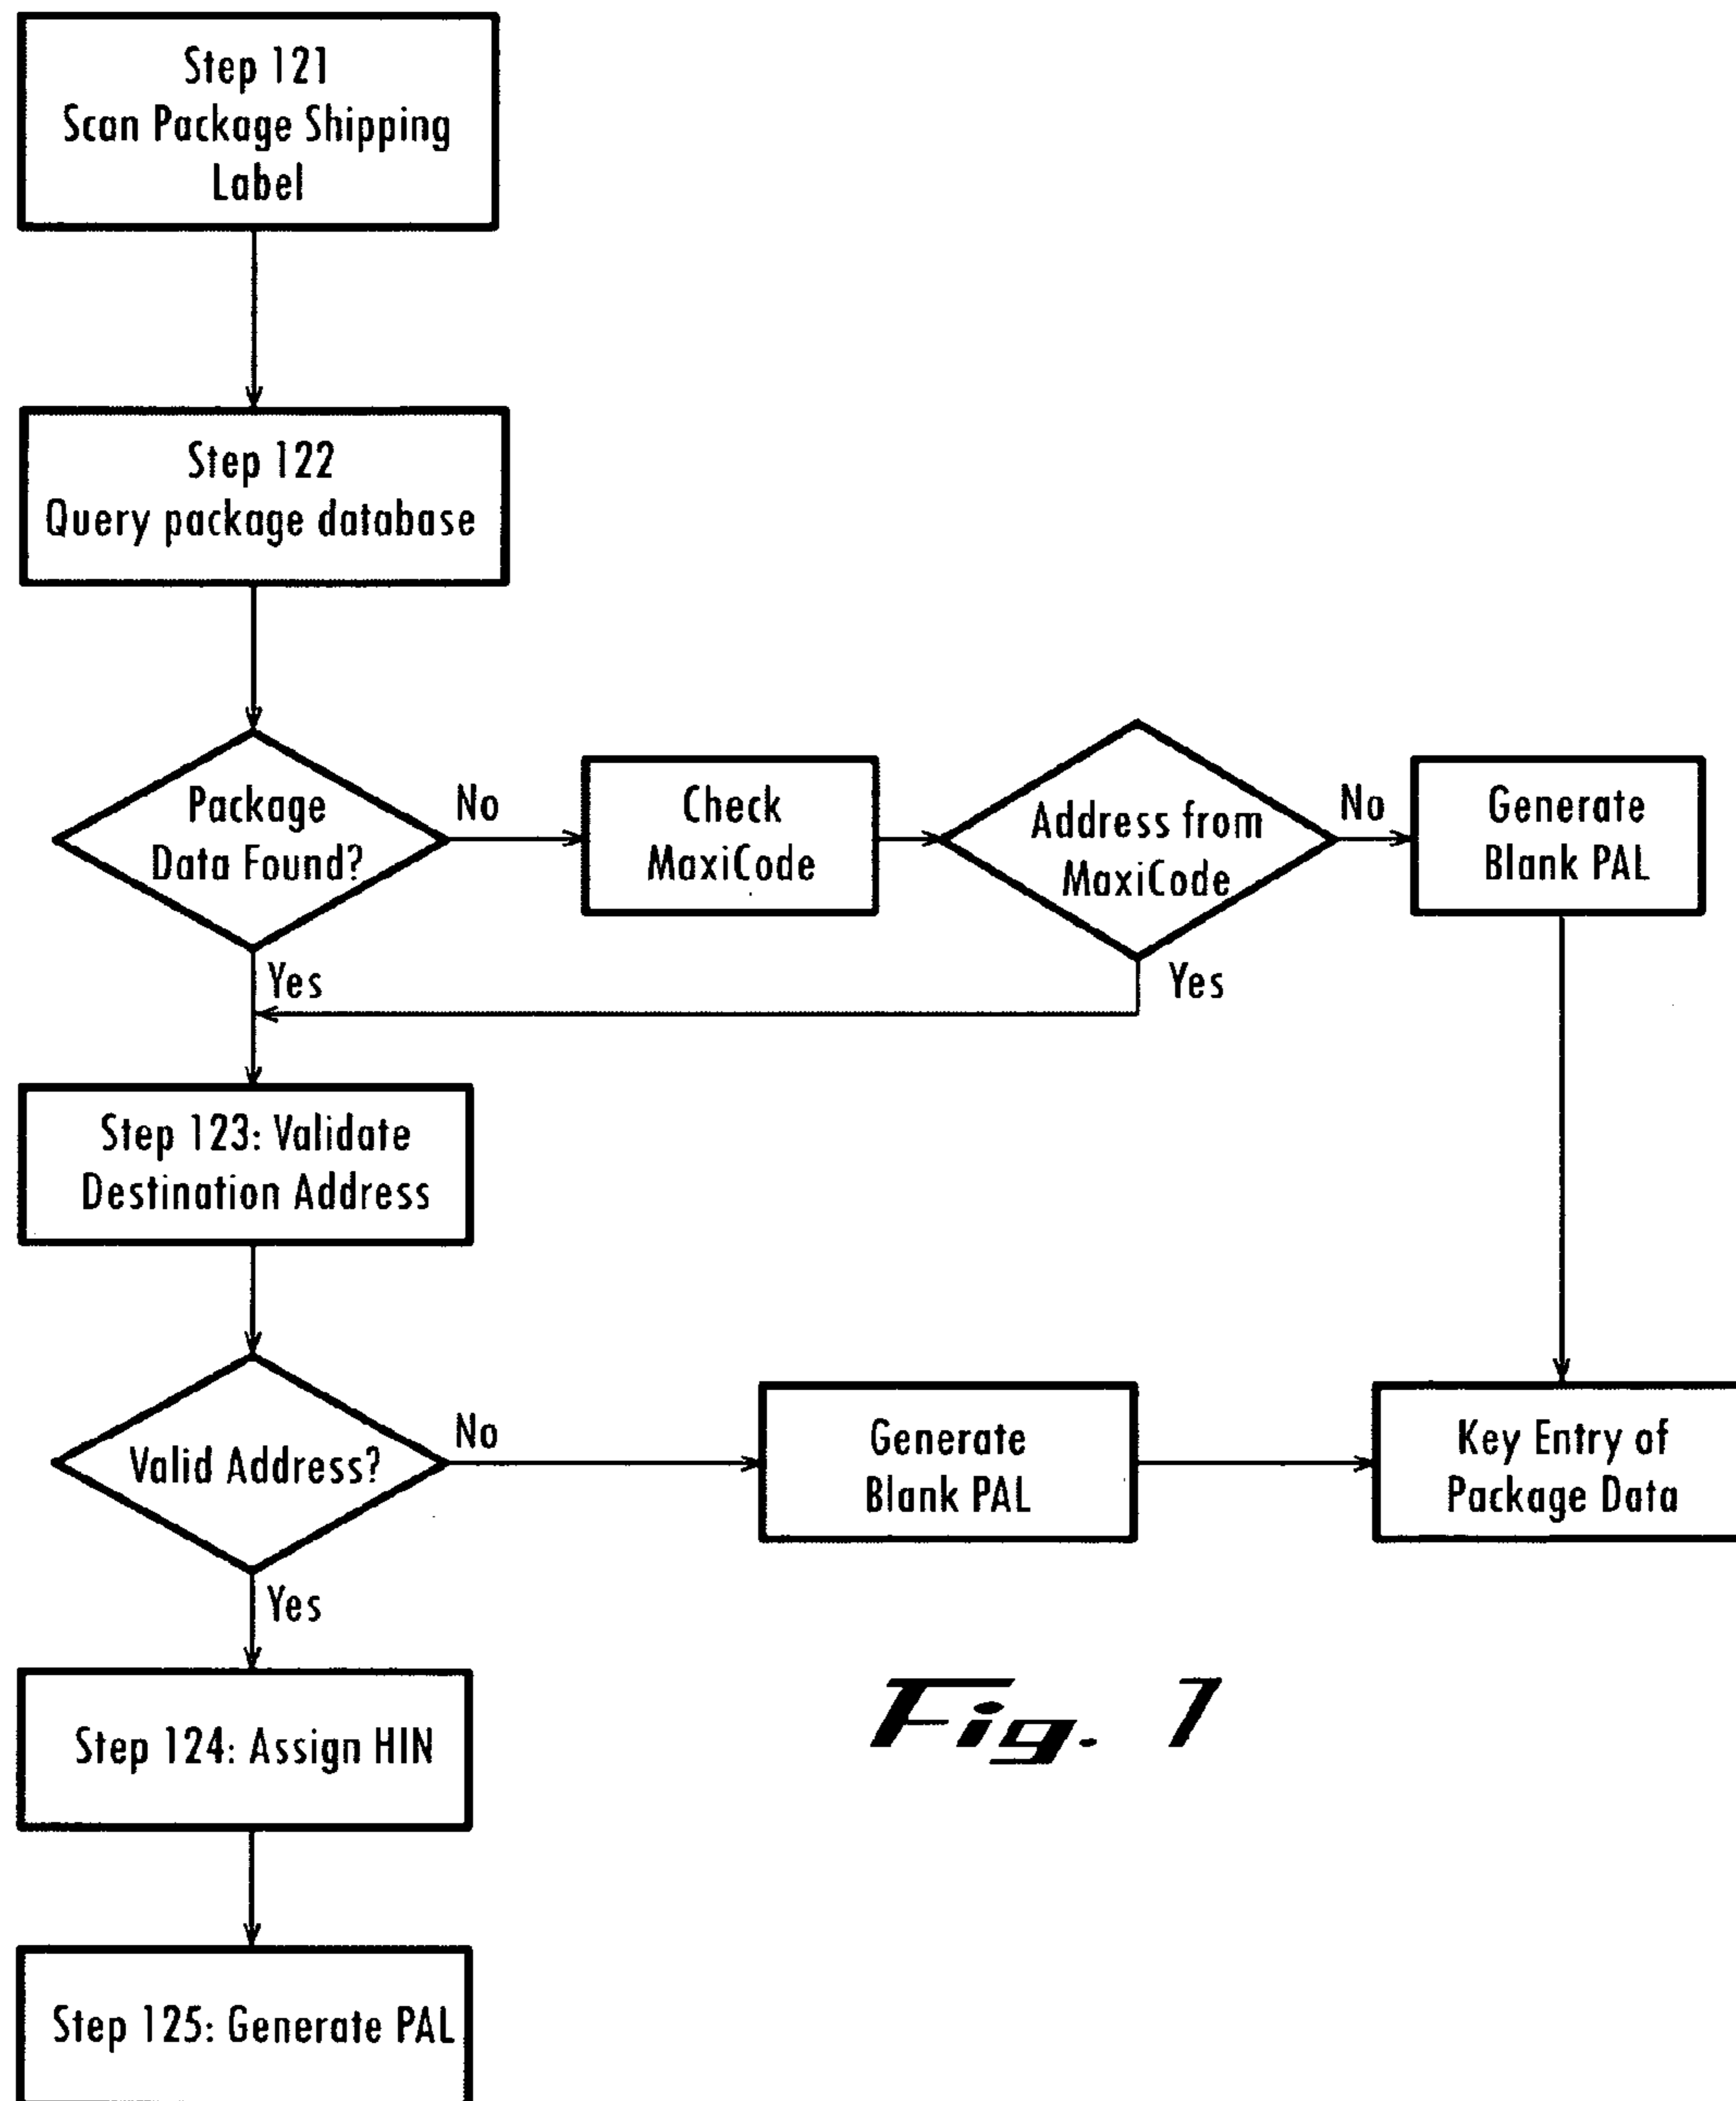 Step 121
Scan Package Shipping
Label
Step 122
Query package database
Package
Data Found?
No
Check
MaxiCode
Address from
MaxiCode
No
Generate
Blank PAL
Yes
Yes
Step 123: Validate
Destination Address
Valid Address?
No
Generate
Blank PAL
Key Entry of
Package Data
Yes
Step 124: Assign HIN
Step 125: Generate PAL
Fig. 7